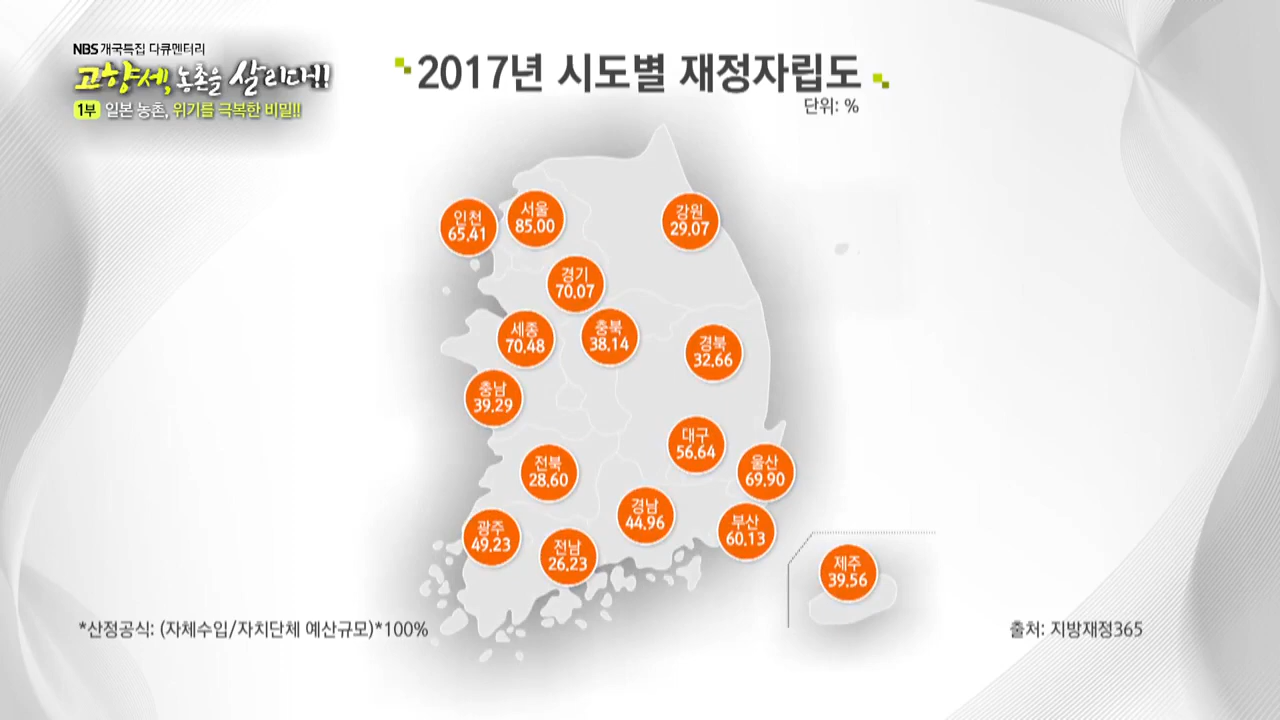 NBS 개국특집 다큐멘터리
고향세, 농촌을 살리다!!
1부 일본 농촌, 위기를 극복한 비밀!!
2017년 시도별 재정자립도
단위: %
인천
65.41
서울
85.00
강원
29.07
경기
70.07
세종
70.48
충북
38.14
경북
32.66
충남
39.29
대구
56.64
전북
28.60
울산
69.90
경남
44.96
부산
60.13
광주
49.23
전남
26.23
제주
39.56
*산정공식: (자체수입/자치단체 예산규모)*100%
출처: 지방재정365